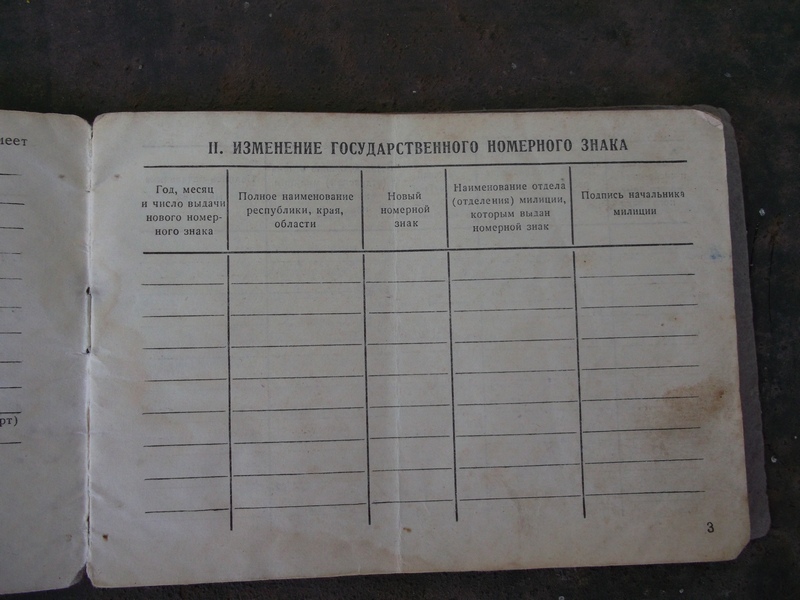 II. ИЗМЕНЕНИЕ ГОСУДАРСТВЕННОГО НОМЕРНОГО ЗНАКА
Год, месяц
и число выдачи
нового номер-
ного знака
Полное наименование
республики, края,
области
Новый
номерной
знак
Наименование отдела
(отделения) милиции,
которым выдан
номерной знак
Подпись начальника
милиции
3